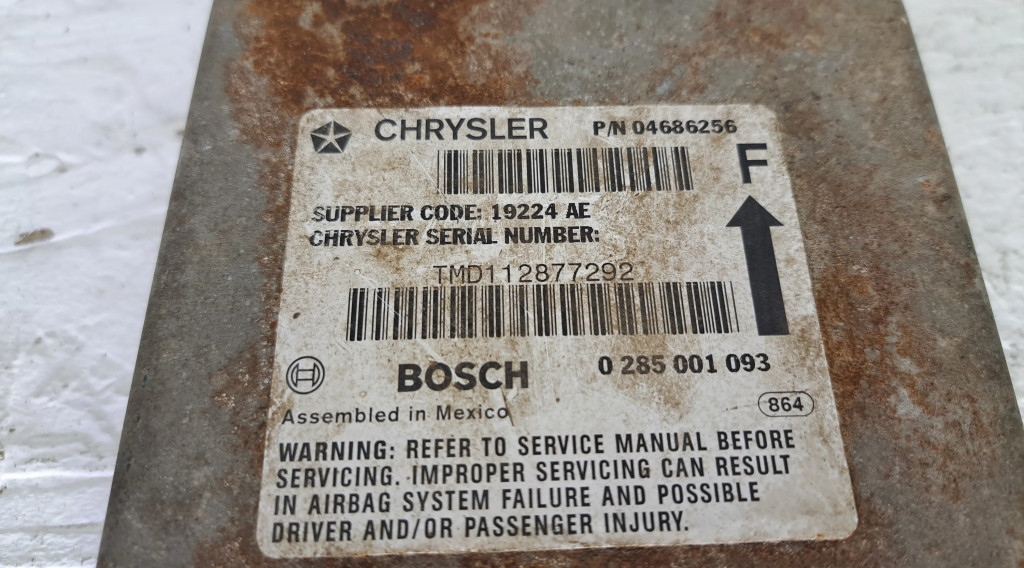 CHRYSLER P/N 04686256
F
SUPPLIER CODE: 19224 AE
CHRYSLER SERIAL NUMBER:
TMD112877292
BOSCH 0 285 001 093
Assembled in Mexico 864
WARNING: REFER TO SERVICE MANUAL BEFORE
SERVICING. IMPROPER SERVICING CAN RESULT
IN AIRBAG SYSTEM FAILURE AND POSSIBLE
DRIVER AND/OR PASSENGER INJURY.